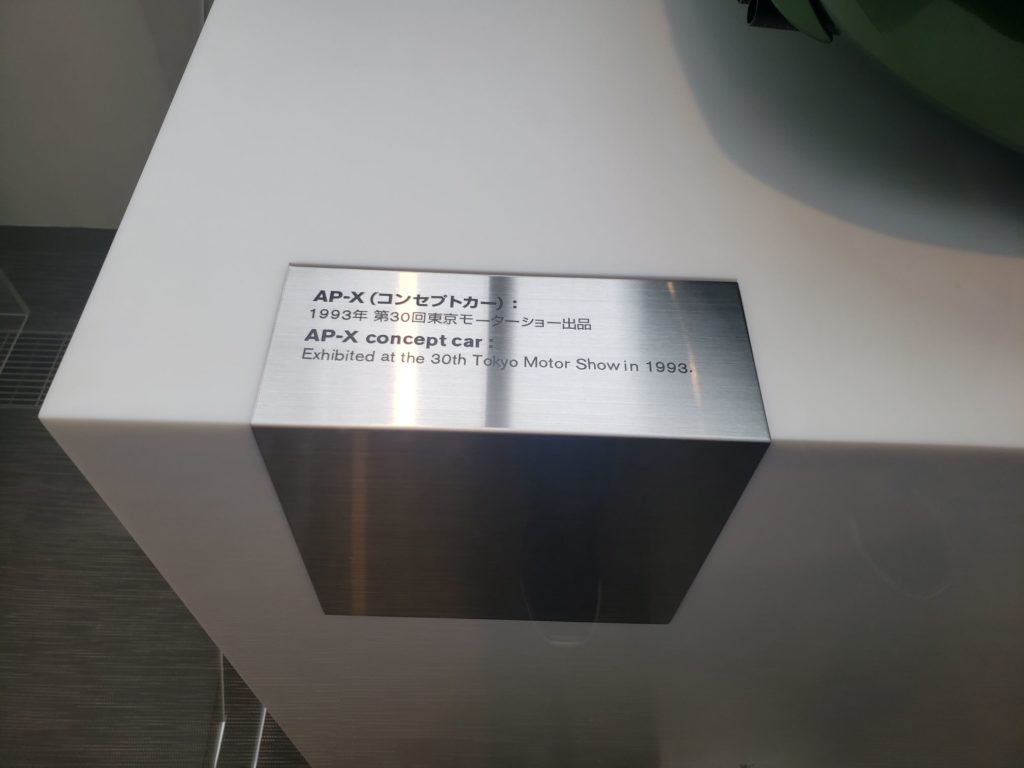 AP-X（コンセプトカー）：
1993年 第30回東京モーターショー出品
AP-X concept car :
Exhibited at the 30th Tokyo Motor Show in 1993.